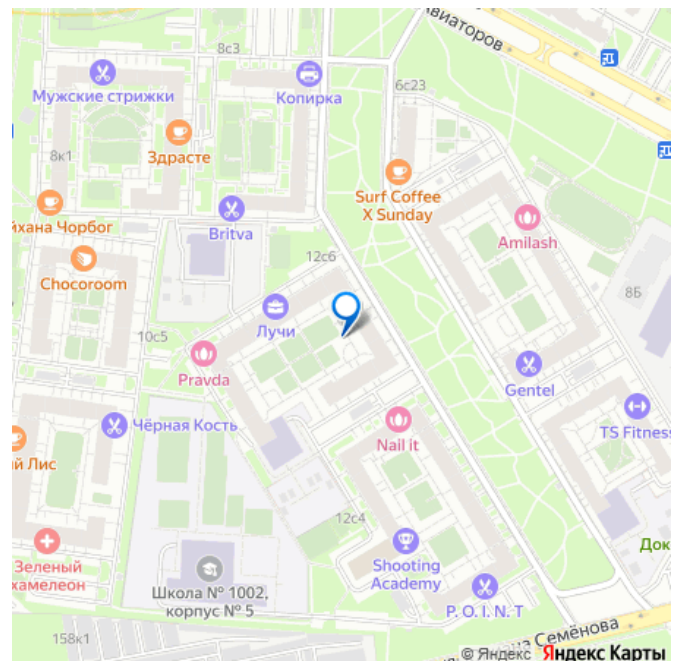 Авиаторов
8с3
6с23
Мужские стрижки
Копирка
Здрасте
8к1
Surf Coffee
X Sunday
йхана Чорбог
Britva
Amilash
12с6
Chocoroom
8Б
Лучи
10с5
Pravda
Gentel
Чёрная Кость
TS Fitness
Nail it
й Лис
12с4
Док
Зеленый
хамелеон
Школа № 1002,
корпус № 5
Shooting
Academy
P. O. I. N. T
158к1
Семёнова
© Яндекс Яндекс Карты